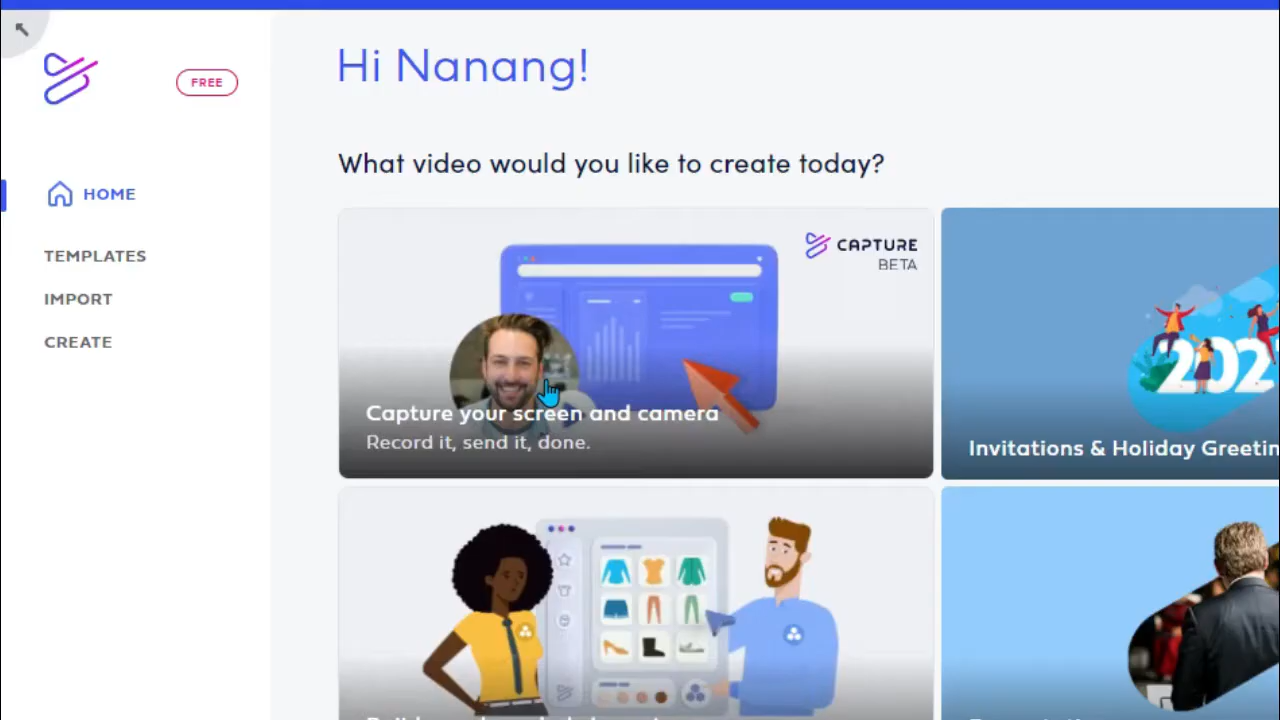 Hi Nanang!
FREE
HOME
What video would you like to create today?
TEMPLATES
IMPORT
CREATE
CAPTURE
BETA
Capture your screen and camera
Record it, send it, done.
202
Invitations & Holiday Greetin